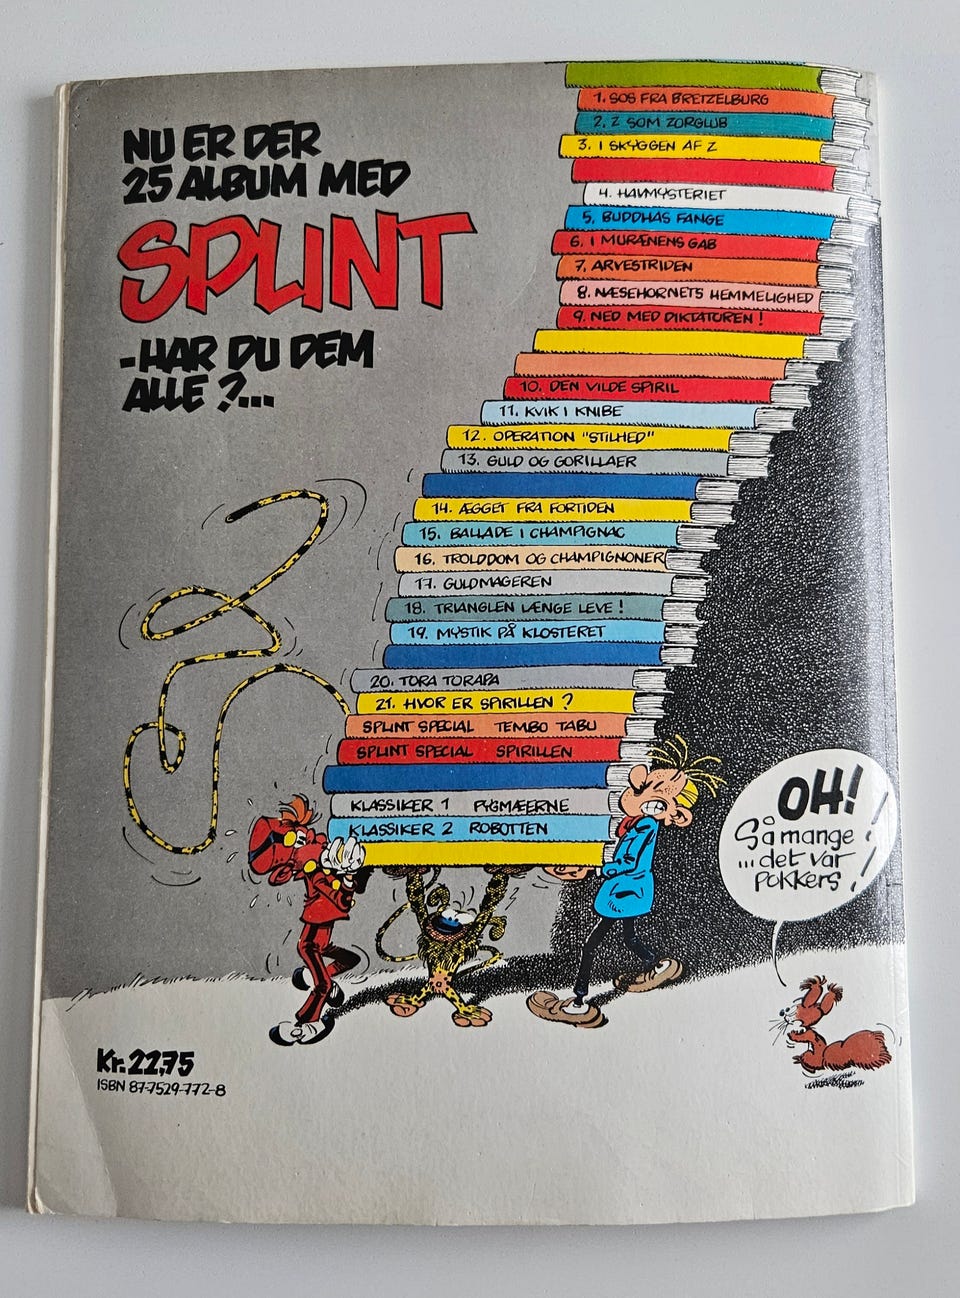 NU ER DER
25 ALBUM MED
SPLINT
-HAR DU DEM
ALLE ?...
1. SOS FRA BRETZELBURG
2. Z SOM ZORGLUB
3. I SKYGGEN AF Z
4. HAVMYSTERIET
5. BUDDHAS FANGE
6. I MURÆNENS GAB
7. ARVESTRIDEN
8. NÆSEHORNETS HEMMELIGHED
9. NED MED DIKTATUREN !
10. DEN VILDE SPIRIL
11. KVIK I KNIBE
12. OPERATION "STILHED"
13. GULD OG GORILLAER
14. ÆGGET FRA FORTIDEN
15. BALLADE I CHAMPIGNAC
16. TROLDDOM OG CHAMPIGNONER
17. GULDMAGEREN
18. TRIANGLEN LÆNGE LEVE !
19. MYSTIK PÅ KLOSTERET
20. TORA TORAPA
21. HVOR ER SPIRILLEN ?
SPLINT SPECIAL TEMBO TABU
SPLINT SPECIAL SPIRILLEN
KLASSIKER 1 PYGMÆERNE
KLASSIKER 2 ROBOTTEN
OH!
Så mange !
... det var
pokkers !
Kr. 22,75
ISBN 87-7529-772-8